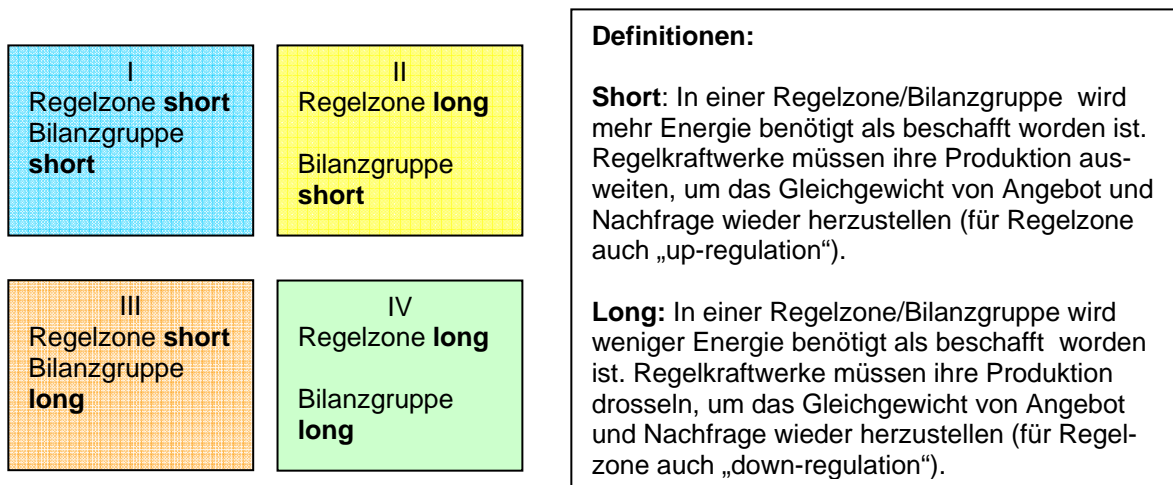 I
Regelzone short
Bilanzgruppe
short
II
Regelzone long
Bilanzgruppe
short
III
Regelzone short
Bilanzgruppe
long
IV
Regelzone long
Bilanzgruppe
long
Definitionen:
Short: In einer Regelzone/Bilanzgruppe wird
mehr Energie benötigt als beschafft worden ist.
Regelkraftwerke müssen ihre Produktion aus-
weiten, um das Gleichgewicht von Angebot und
Nachfrage wieder herzustellen (für Regelzone
auch „up-regulation“).
Long: In einer Regelzone/Bilanzgruppe wird
weniger Energie benötigt als beschafft worden
ist. Regelkraftwerke müssen ihre Produktion
drosseln, um das Gleichgewicht von Angebot
und Nachfrage wieder herzustellen (für Regel-
zone auch „down-regulation“).